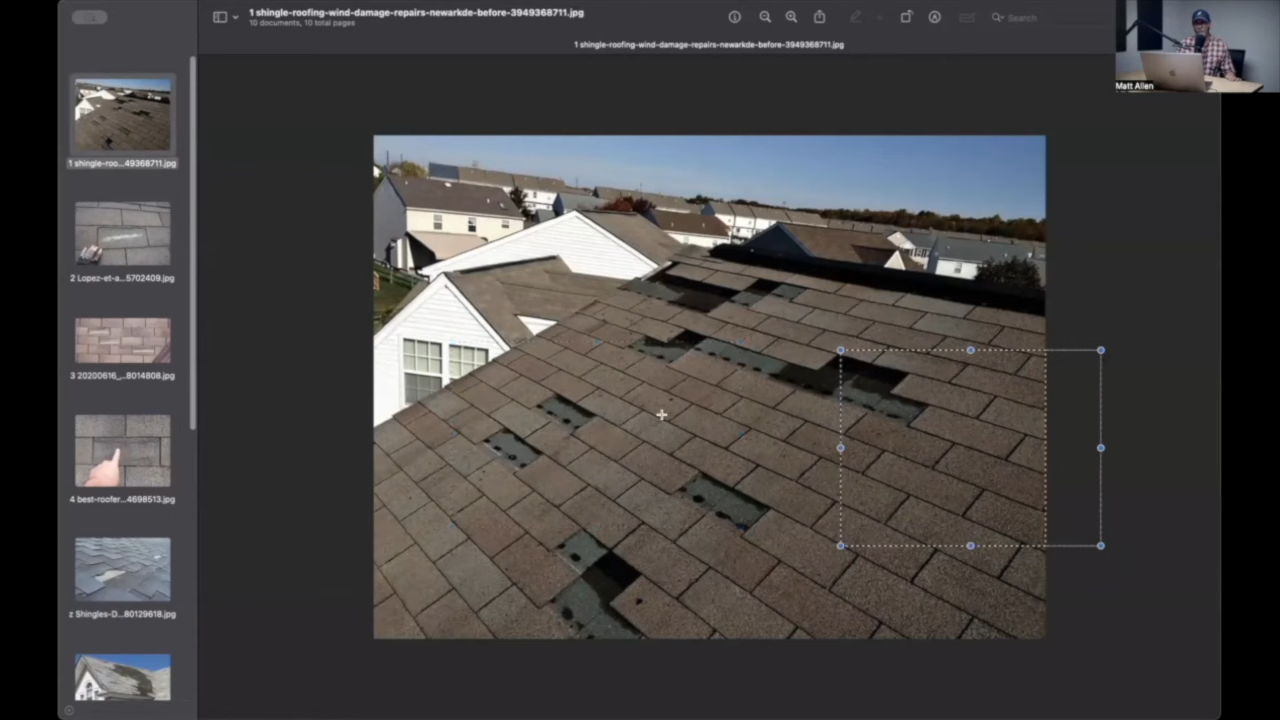 1 shingle-roofing-wind-damage-repairs-newarkde-before-3949368711.jpg
10 documents, 10 total pages
Search
1 shingle-roofing-wind-damage-repairs-newarkde-before-3949368711.jpg
Matt Allen
1 shingle-roo...49368711.jpg
2 Lopez-et-a...5702409.jpg
3 20200616_...8014808.jpg
4 best-roofer...4698513.jpg
z Shingles-D...80129618.jpg